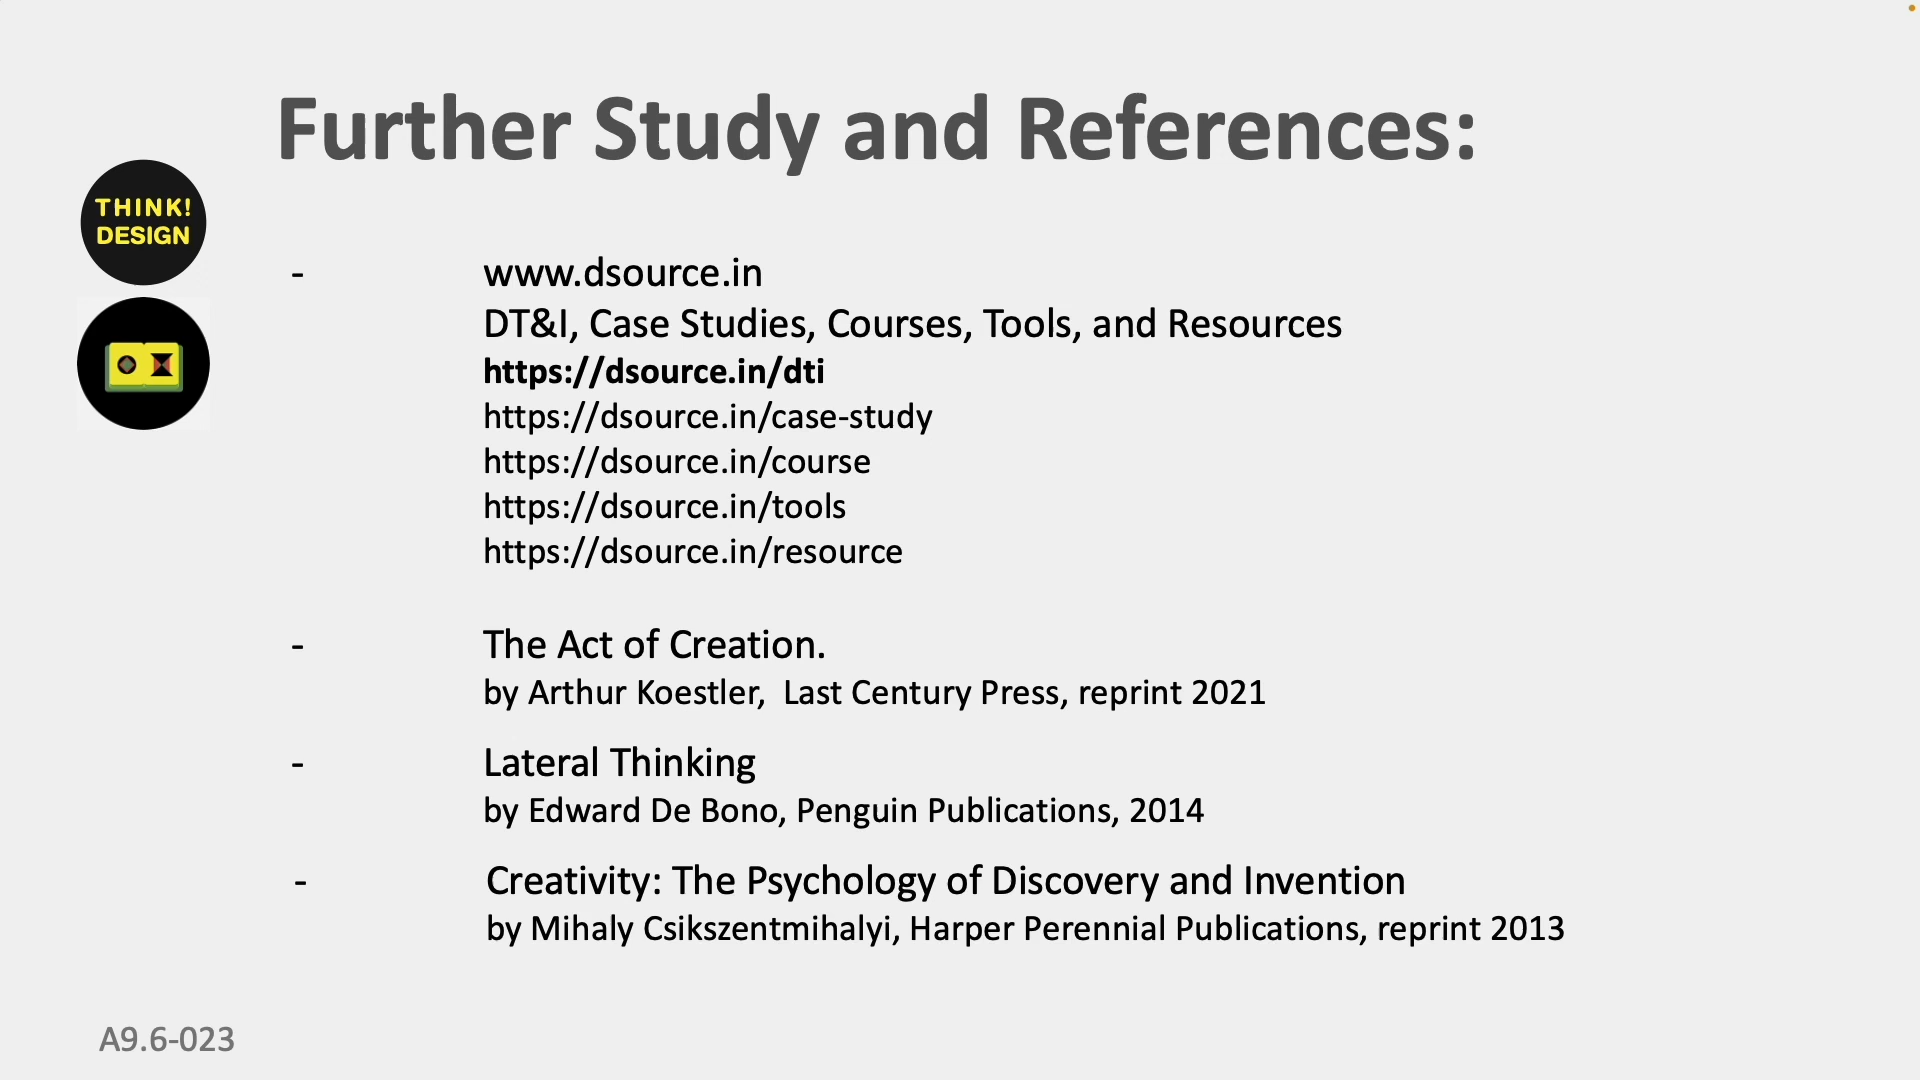 Further Study and References:
THINK!
DESIGN
- www.dsource.in
DT&I, Case Studies, Courses, Tools, and Resources
https://dsource.in/dti
https://dsource.in/case-study
https://dsource.in/course
https://dsource.in/tools
https://dsource.in/resource
- The Act of Creation.
by Arthur Koestler,  Last Century Press, reprint 2021
- Lateral Thinking
by Edward De Bono, Penguin Publications, 2014
- Creativity: The Psychology of Discovery and Invention
by Mihaly Csikszentmihalyi, Harper Perennial Publications, reprint 2013
A9.6-023